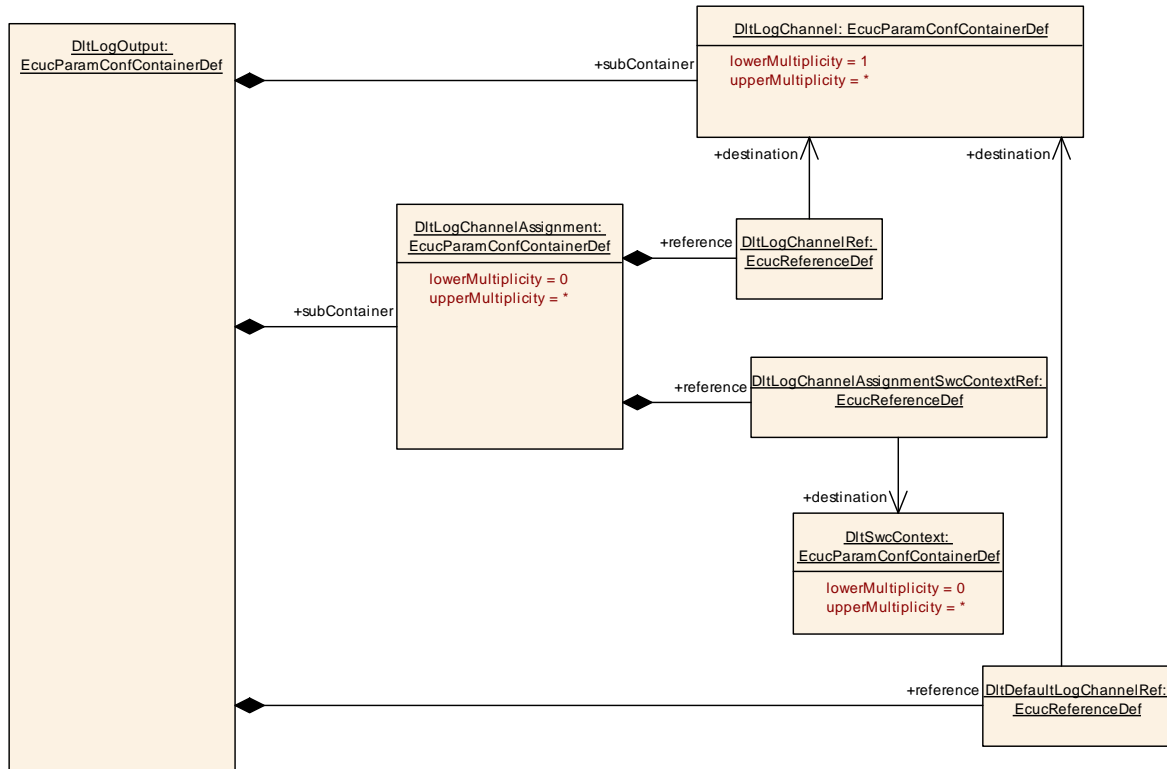 DltLogOutput:
EcucParamConfContainerDef
DltLogChannel: EcucParamConfContainerDef
lowerMultiplicity = 1
upperMultiplicity = *
+subContainer
+destination
+destination
DltLogChannelAssignment:
EcucParamConfContainerDef
lowerMultiplicity = 0
upperMultiplicity = *
+reference
DltLogChannelRef:
EcucReferenceDef
+subContainer
+reference
DltLogChannelAssignmentSwcContextRef:
EcucReferenceDef
+destination
DltSwcContext:
EcucParamConfContainerDef
lowerMultiplicity = 0
upperMultiplicity = *
+reference
DltDefaultLogChannelRef:
EcucReferenceDef